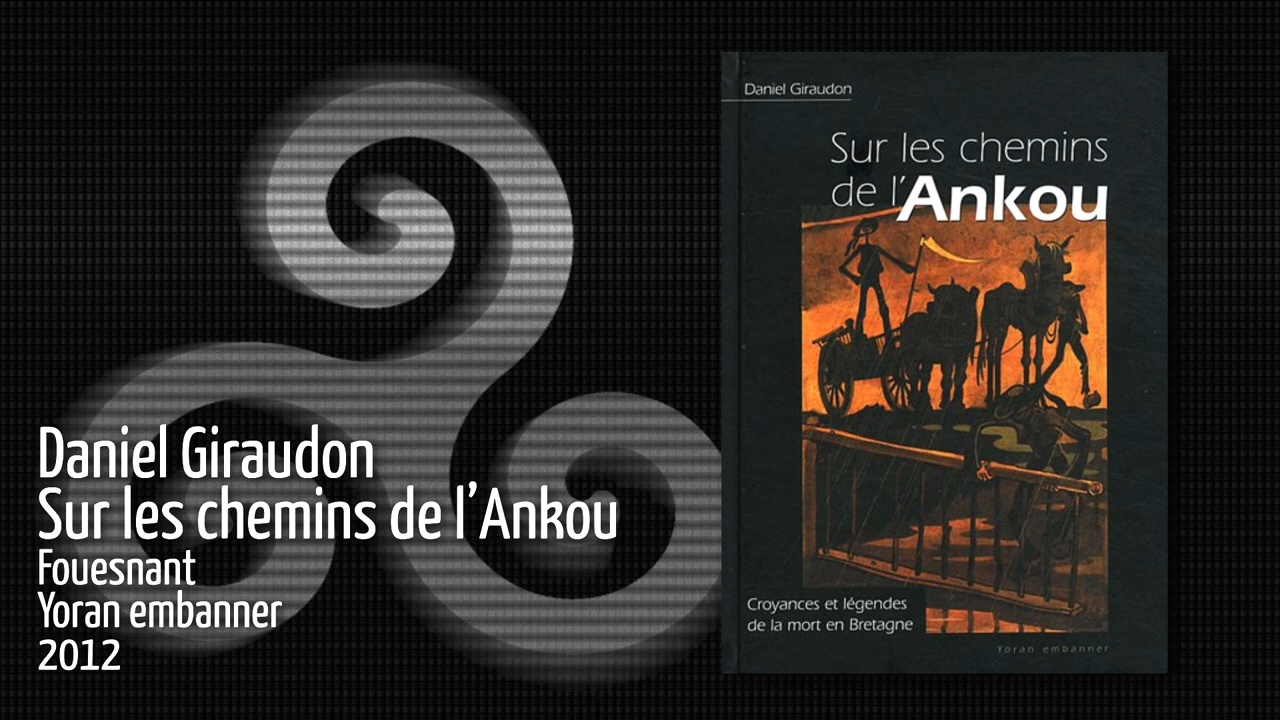 Daniel Giraudon
Sur les chemins de l'Ankou
Fouesnant
Yoran embanner
2012
Daniel Giraudon
Sur les chemins
de l'Ankou
Croyances et légendes
de la mort en Bretagne
Yoran embanner